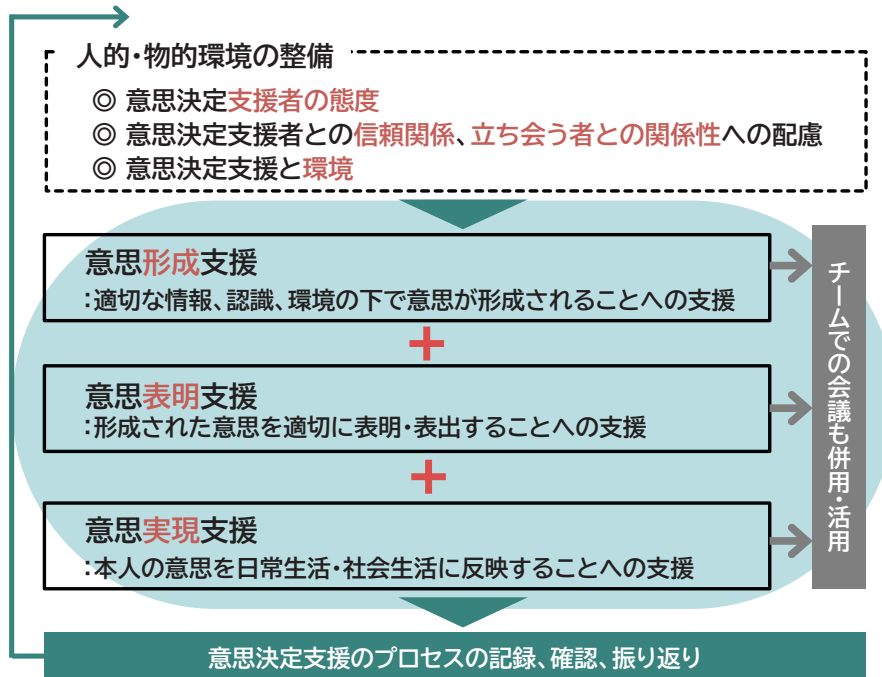 人的・物的環境の整備
◎ 意思決定支援者の態度
◎ 意思決定支援者との信頼関係、立ち会う者との関係性への配慮
◎ 意思決定支援と環境
意思形成支援
:適切な情報、認識、環境の下で意思が形成されることへの支援
+
意思表明支援
:形成された意思を適切に表明・表出することへの支援
+
意思実現支援
:本人の意思を日常生活・社会生活に反映することへの支援
チームでの会議も併用・活用
意思決定支援のプロセスの記録、確認、振り返り